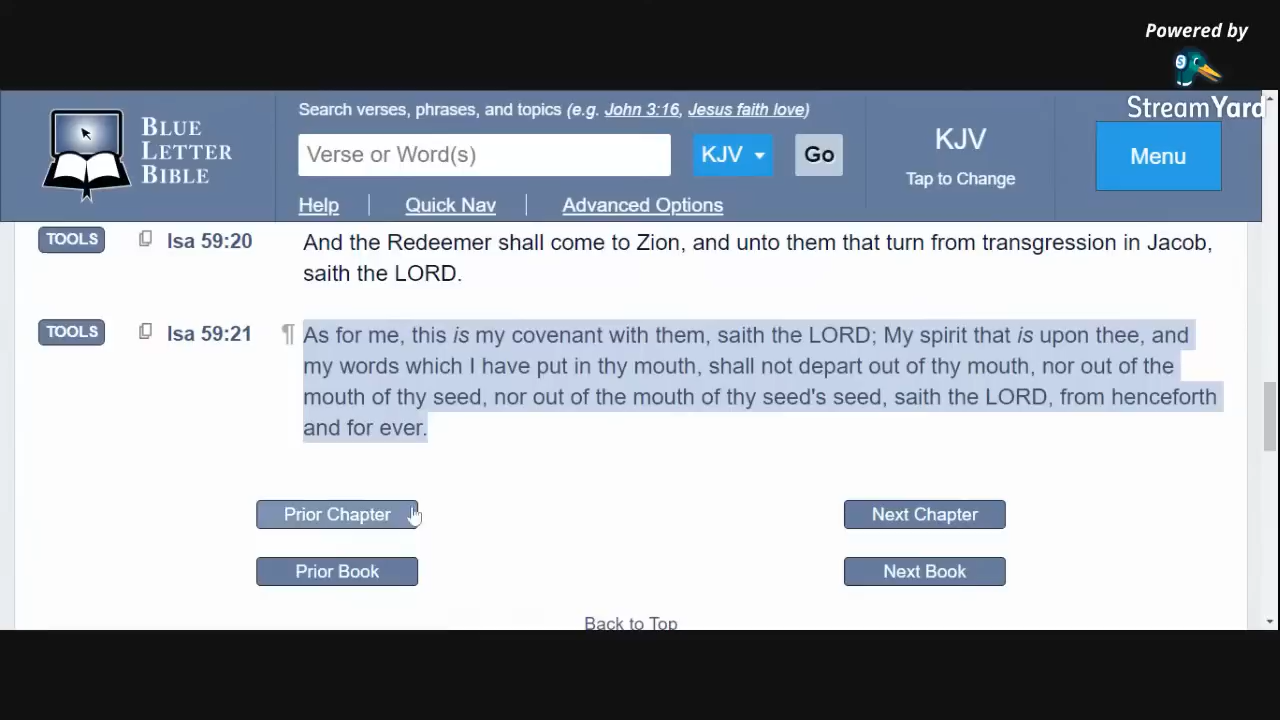 Powered by
StreamYard
BLUE
LETTER
BIBLE
Search verses, phrases, and topics (e.g. John 3:16, Jesus faith love)
Verse or Word(s)
KJV
Go
KJV
Tap to Change
Menu
Help
Quick Nav
Advanced Options
TOOLS
Isa 59:20
And the Redeemer shall come to Zion, and unto them that turn from transgression in Jacob,
saith the LORD.
TOOLS
Isa 59:21
¶ As for me, this is my covenant with them, saith the LORD; My spirit that is upon thee, and
my words which I have put in thy mouth, shall not depart out of thy mouth, nor out of the
mouth of thy seed, nor out of the mouth of thy seed's seed, saith the LORD, from henceforth
and for ever.
Prior Chapter
Next Chapter
Prior Book
Next Book
Back to Top